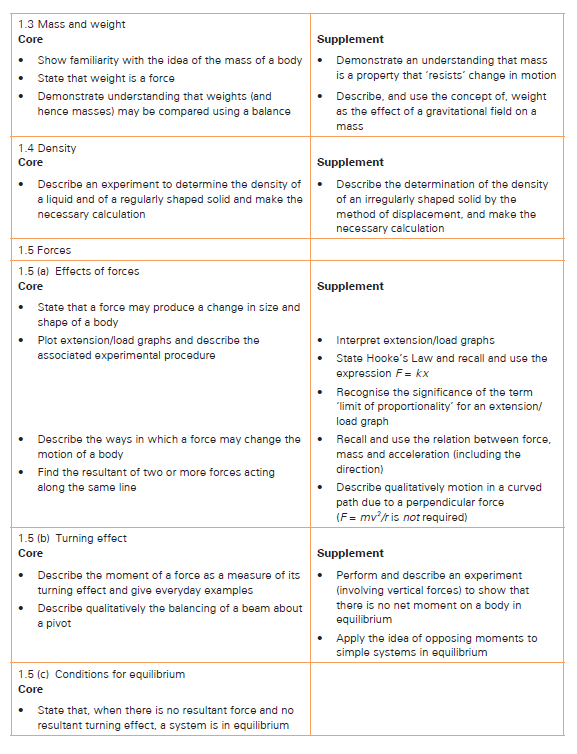 1.3 Mass and weight
Core
• Show familiarity with the idea of the mass of a body
• State that weight is a force
• Demonstrate understanding that weights (and
hence masses) may be compared using a balance
Supplement
• Demonstrate an understanding that mass
is a property that ‘resists’ change in motion
• Describe, and use the concept of, weight
as the effect of a gravitational field on a
mass
1.4 Density
Core
• Describe an experiment to determine the density of
a liquid and of a regularly shaped solid and make the
necessary calculation
Supplement
• Describe the determination of the density
of an irregularly shaped solid by the
method of displacement, and make the
necessary calculation
1.5 Forces
1.5 (a) Effects of forces
Core
• State that a force may produce a change in size and
shape of a body
• Plot extension/load graphs and describe the
associated experimental procedure
• Describe the ways in which a force may change the
motion of a body
• Find the resultant of two or more forces acting
along the same line
Supplement
• Interpret extension/load graphs
• State Hooke’s Law and recall and use the
expression F = kx
• Recognise the significance of the term
‘limit of proportionality’ for an extension/
load graph
• Recall and use the relation between force,
mass and acceleration (including the
direction)
• Describe qualitatively motion in a curved
path due to a perpendicular force
(F = mv²/r is not required)
1.5 (b) Turning effect
Core
• Describe the moment of a force as a measure of its
turning effect and give everyday examples
• Describe qualitatively the balancing of a beam about
a pivot
Supplement
• Perform and describe an experiment
(involving vertical forces) to show that
there is no net moment on a body in
equilibrium
• Apply the idea of opposing moments to
simple systems in equilibrium
1.5 (c) Conditions for equilibrium
Core
• State that, when there is no resultant force and no
resultant turning effect, a system is in equilibrium